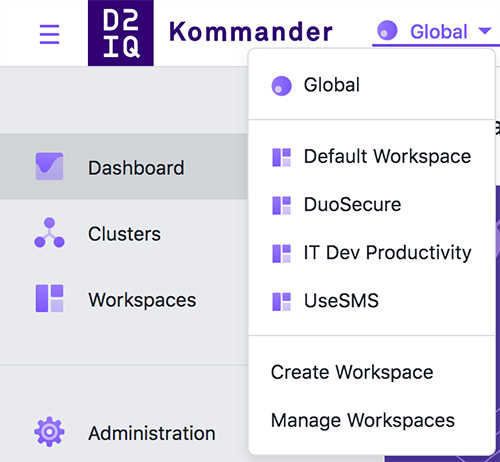 D2
IQ
Kommander
Global
Global
Default Workspace
DuoSecure
IT Dev Productivity
UseSMS
Create Workspace
Manage Workspaces
Dashboard
Clusters
Workspaces
Administration